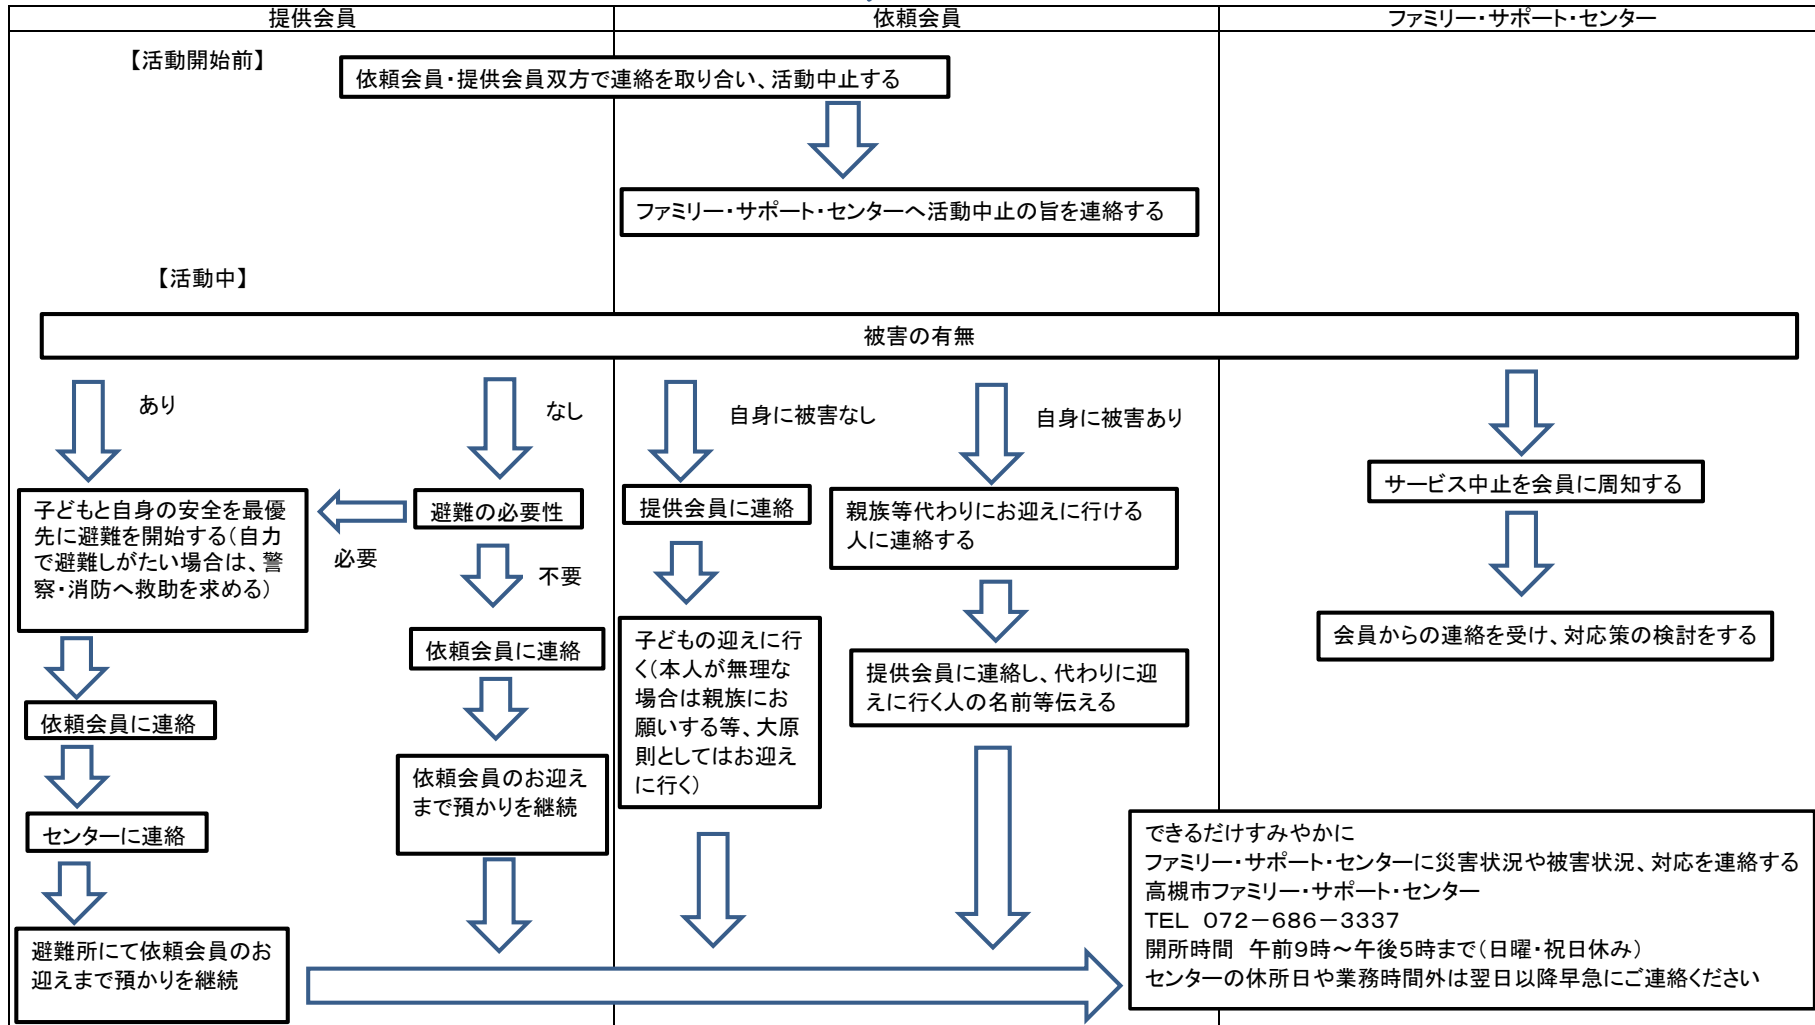 提供会員
依頼会員
ファミリー・サポート・センター
【活動開始前】
依頼会員・提供会員双方で連絡を取り合い、活動中止する
ファミリー・サポート・センターへ活動中止の旨を連絡する
【活動中】
被害の有無
あり
なし
自身に被害なし
自身に被害あり
子どもと自身の安全を最優
先に避難を開始する(自力
で避難しがたい場合は、警
察・消防へ救助を求める)
必要
避難の必要性
不要
提供会員に連絡
親族等代わりにお迎えに行ける
人に連絡する
サービス中止を会員に周知する
依頼会員に連絡
依頼会員に連絡
子どもの迎えに行
く(本人が無理な
場合は親族にお
願いする等、大原
則としてはお迎え
に行く)
提供会員に連絡し、代わりに迎
えに行く人の名前等伝える
会員からの連絡を受け、対応策の検討をする
センターに連絡
依頼会員のお迎え
まで預かりを継続
避難所にて依頼会員のお
迎えまで預かりを継続
できるだけすみやかに
ファミリー・サポート・センターに災害状況や被害状況、対応を連絡する
高槻市ファミリー・サポート・センター
TEL 072-686-3337
開所時間 午前9時~午後5時まで(日曜・祝日休み)
センターの休所日や業務時間外は翌日以降早急にご連絡ください